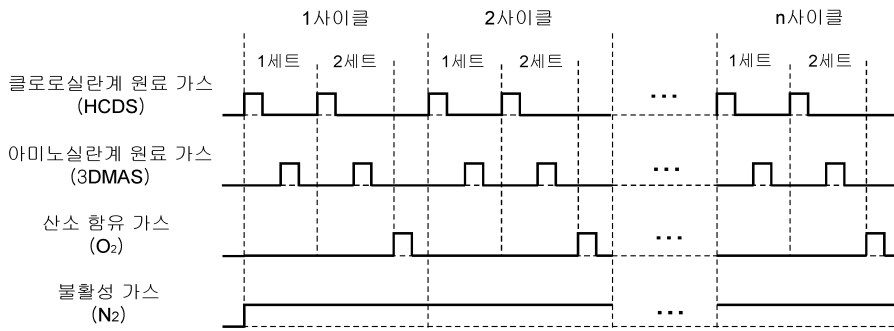 1사이클 2사이클 n사이클
1세트 2세트 1세트 2세트 1세트 2세트
클로로실란계 원료 가스
(HCDS)
...
아미노실란계 원료 가스
(3DMAS)
...
산소 함유 가스
(O₂)
...
불활성 가스
(N₂)
...